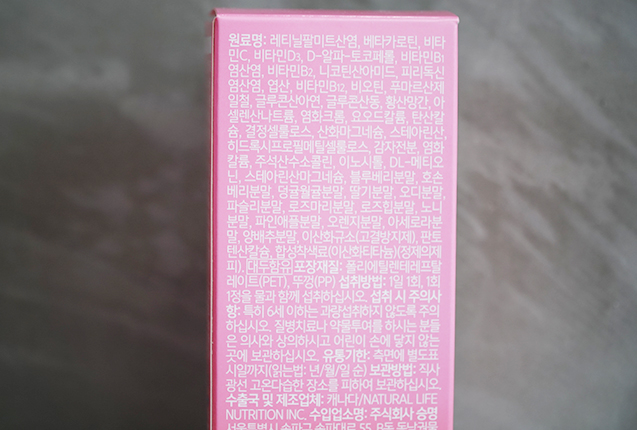 원료명: 레티닐팔미트산염, 베타카로틴, 비타
민C, 비타민D₃, D-알파-토코페롤, 비타민B₁
염산염, 비타민B₂, 니코틴산아미드, 피리독신
염산염, 엽산, 비타민B₁₂, 비오틴, 푸마르산제
일철, 글루콘산아연, 글루콘산동, 황산망간, 아
셀렌산나트륨, 염화크롬, 요오드칼륨, 탄산칼
슘, 결정셀룰로스, 산화마그네슘, 스테아린산,
히드록시프로필메틸셀룰로스, 감자전분, 염화
칼륨, 주석산수소콜린, 이노시톨, DL-메티오
닌, 스테아린산마그네슘, 블루베리분말, 호손
베리분말, 덩굴월귤분말, 딸기분말, 오디분말,
파슬리분말, 로즈마리분말, 로즈힙분말, 노니
분말, 파인애플분말, 오렌지분말, 아세로라분
말, 양배추분말, 이산화규소(고결방지제), 판토
텐산칼슘, 합성착색료(이산화티타늄)(정제의제
피), 대두함유 포장재질: 폴리에틸렌테레프탈
레이트(PET), 뚜껑(PP) 섭취방법: 1일 1회, 1회
1정을 물과 함께 섭취하십시오. 섭취 시 주의사
항: 특히 6세 이하는 과량섭취하지 않도록 주의
하십시오. 질병치료나 약물투여를 하시는 분들
은 의사와 상의하시고 어린이 손에 닿지 않는
곳에 보관하십시오. 유통기한: 측면에 별도표
시일까지(읽는법: 년/월/일 순) 보관방법: 직사
광선 고온다습한 장소를 피하여 보관하십시오.
수출국 및 제조업체: 캐나다/NATURAL LIFE
NUTRITION INC. 수입업소명: 주식회사 숭명
서울특별시 송파구 송파대로 55, B동 동남권물